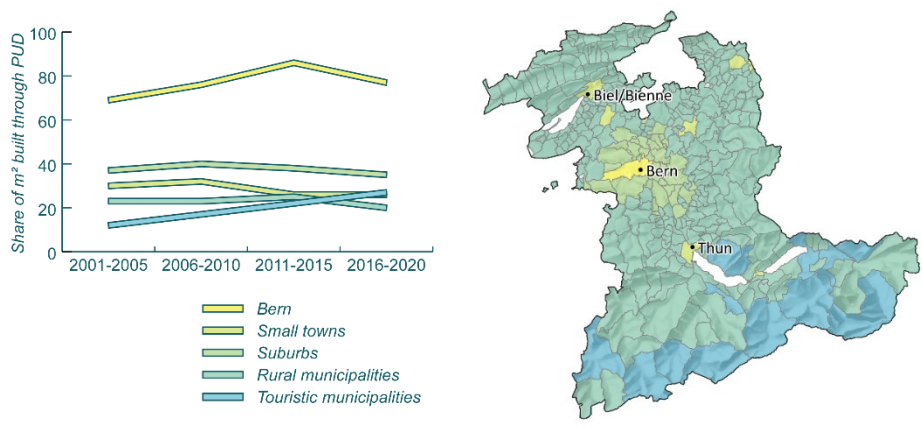 Share of m² built through PUD
100
80
60
40
20
0
2001-2005 2006-2010 2011-2015 2016-2020
Bern
Small towns
Suburbs
Rural municipalities
Touristic municipalities
Biel/Bienne
Bern
Thun